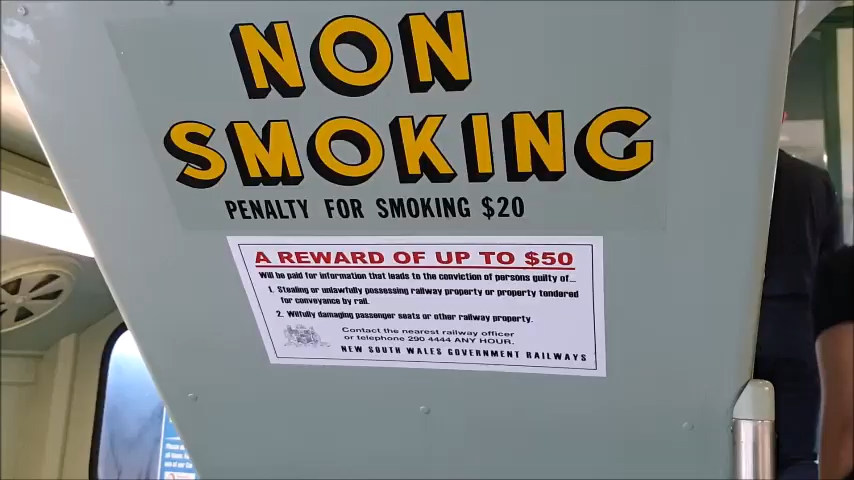 NON
SMOKING
PENALTY FOR SMOKING $20
A REWARD OF UP TO $50
Will be paid for information that leads to the conviction of persons guilty of...
1. Stealing or unlawfully possessing railway property or property tendered
for conveyance by rail.
2. Wilfully damaging passenger seats or other railway property.
Contact the nearest railway officer
or telephone 290 4444 ANY HOUR.
NEW SOUTH WALES GOVERNMENT RAILWAYS